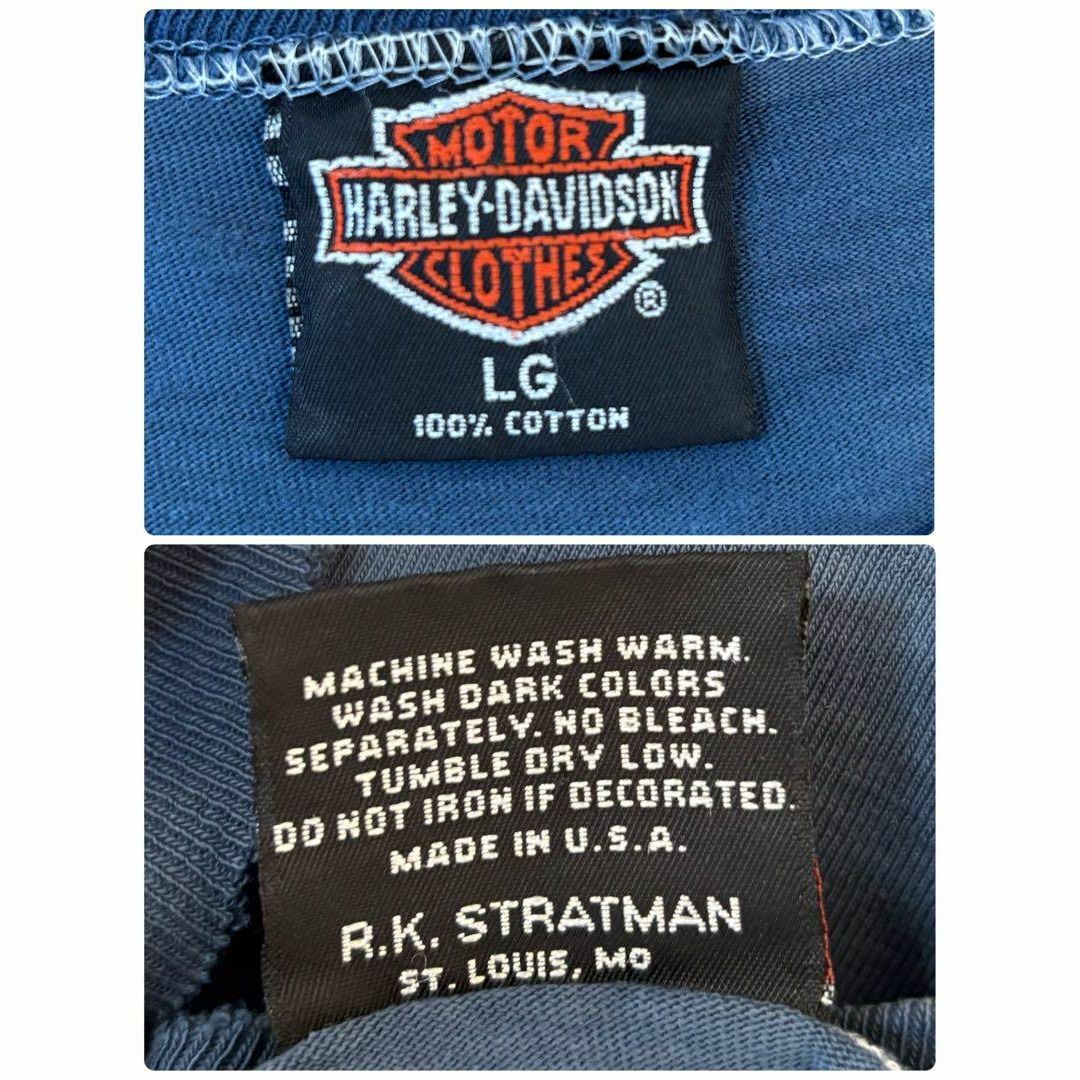 MOTOR
HARLEY-DAVIDSON
CLOTHES
®
LG
100% COTTON
MACHINE WASH WARM.
WASH DARK COLORS
SEPARATELY. NO BLEACH.
TUMBLE DRY LOW.
DO NOT IRON IF DECORATED.
MADE IN U.S.A.
R.K. STRATMAN
ST. LOUIS, MO